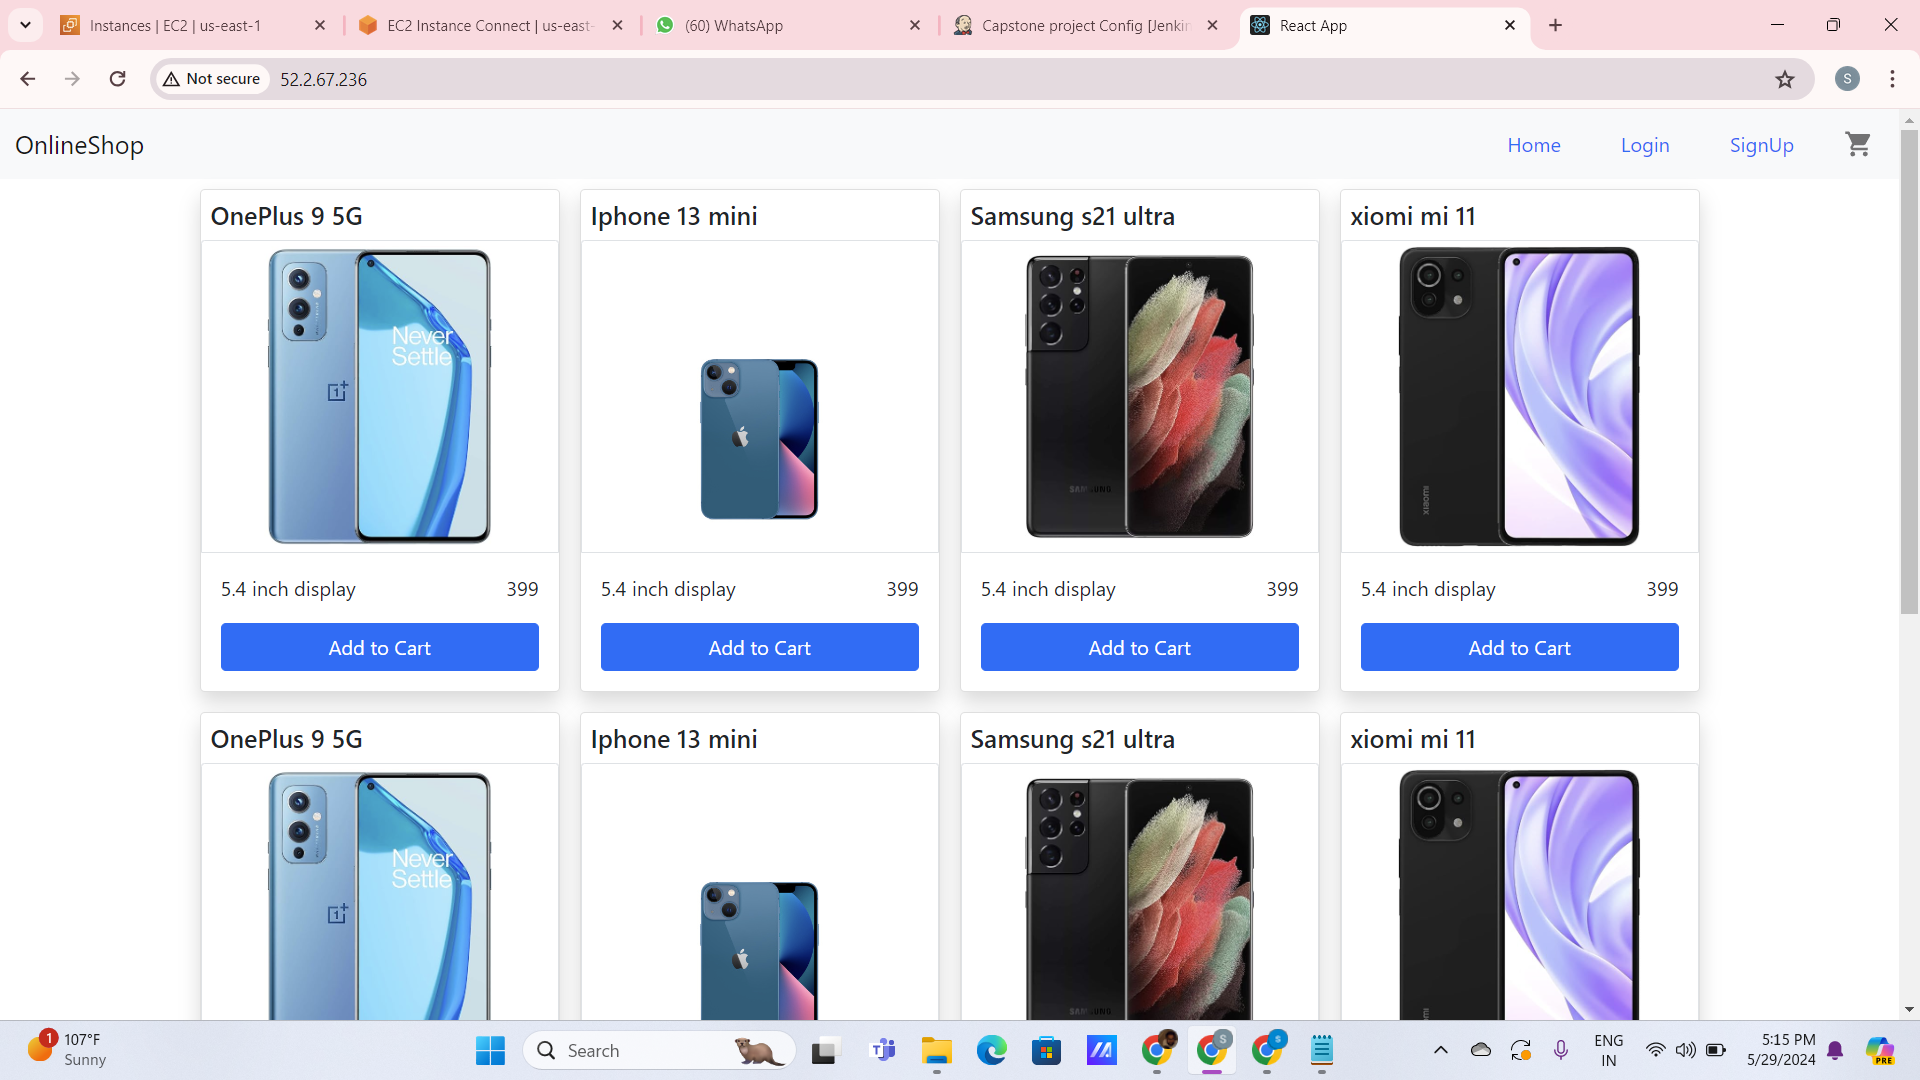 Instances | EC2 | us-east-1
EC2 Instance Connect | us-east-
(60) WhatsApp
Capstone project Config [Jenkin
React App
Not secure
52.2.67.236
S
OnlineShop
Home
Login
SignUp
OnePlus 9 5G
Iphone 13 mini
Samsung s21 ultra
xiomi mi 11
Never
Settle
SAMSUNG
XIAOMI
5.4 inch display 399
5.4 inch display 399
5.4 inch display 399
5.4 inch display 399
Add to Cart
Add to Cart
Add to Cart
Add to Cart
OnePlus 9 5G
Iphone 13 mini
Samsung s21 ultra
xiomi mi 11
Never
Settle
1
107°F
Sunny
Search
S
S
ENG
IN
5:15 PM
5/29/2024
PRE